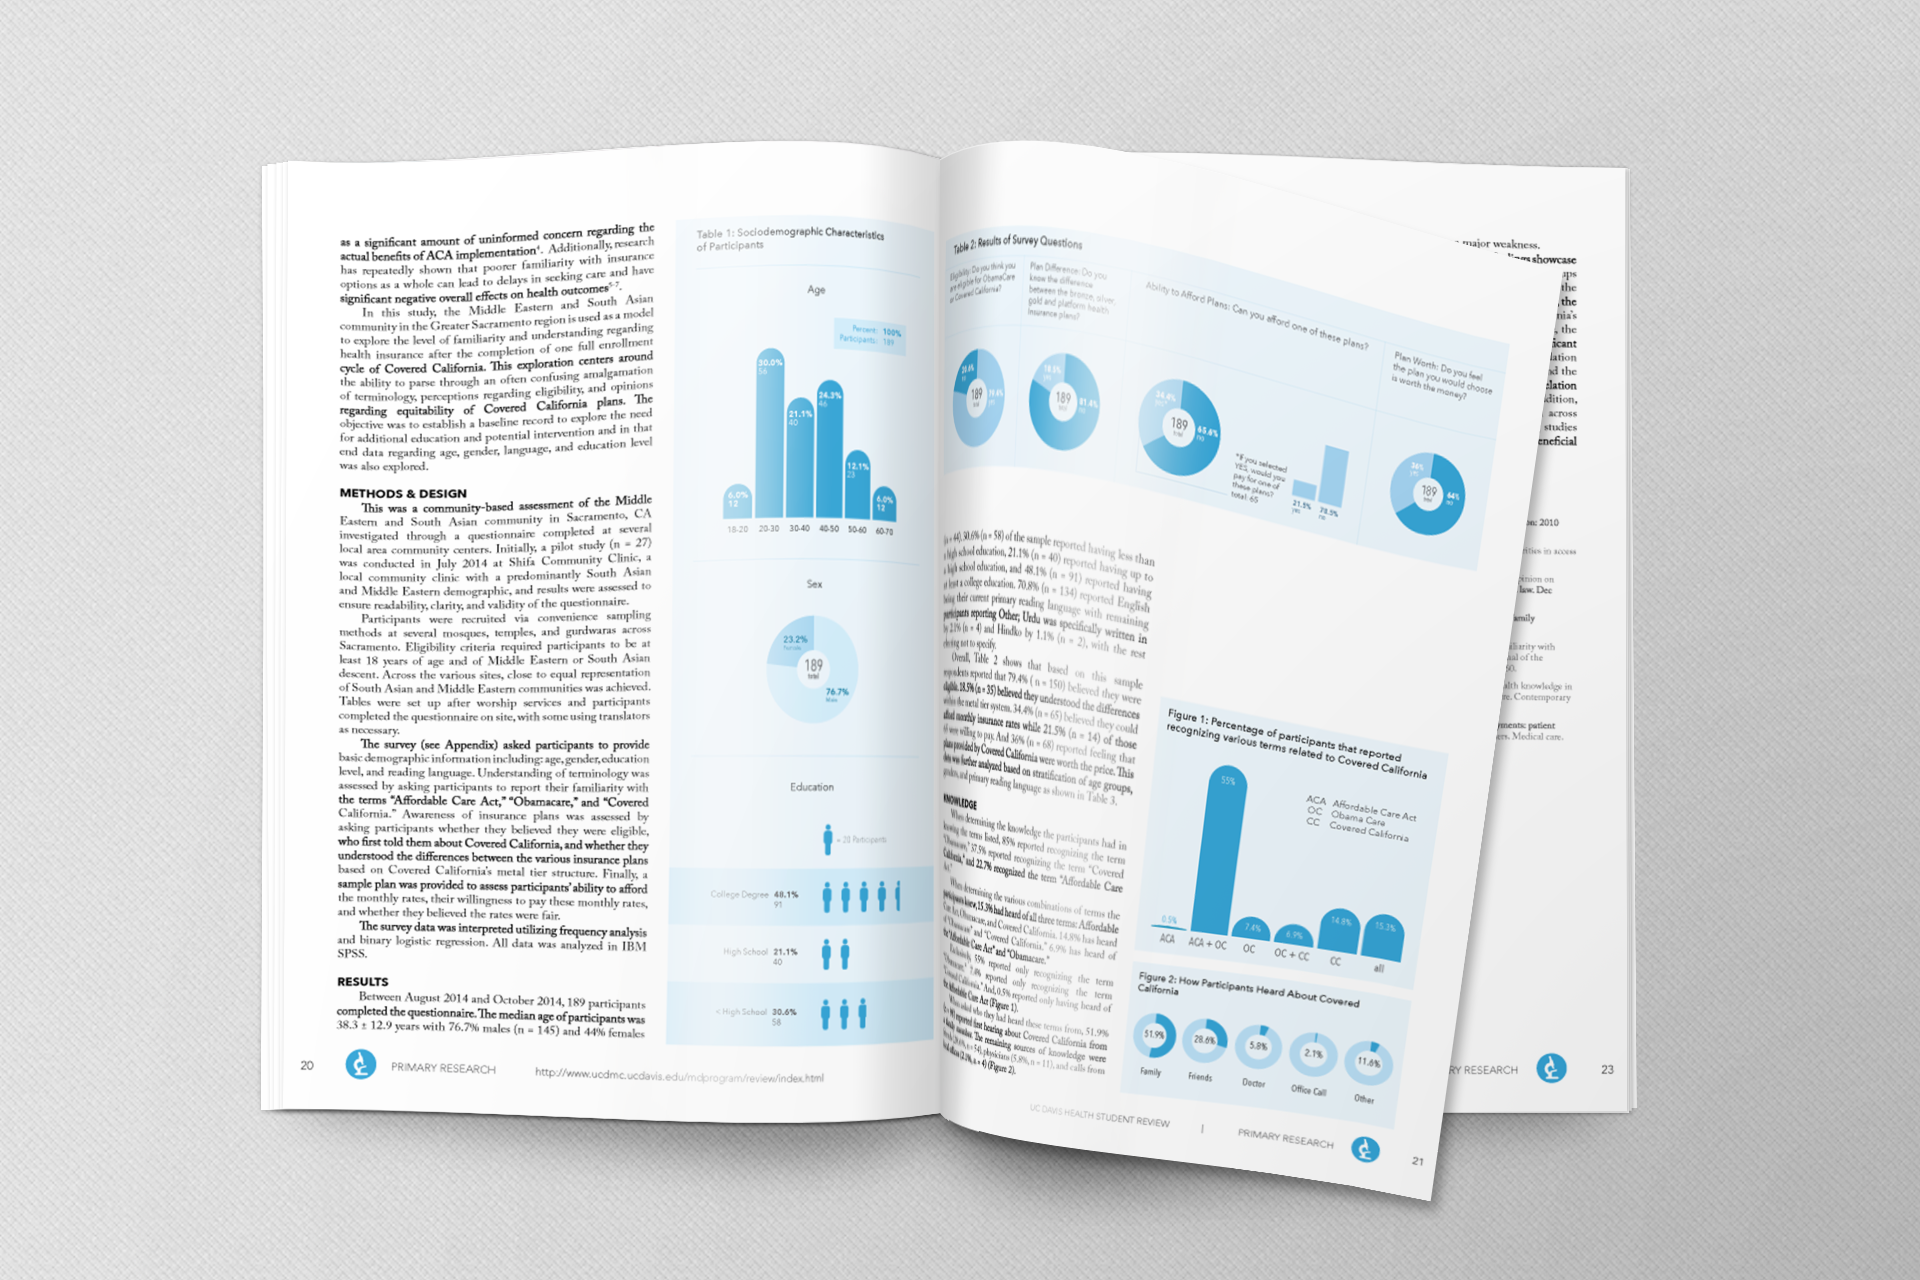 as a significant amount of uninformed concern regarding the
actual benefits of ACA implementation⁴. Additionally, research
has repeatedly shown that poorer familiarity with insurance
options as a whole can lead to delays in seeking care and have
significant negative overall effects on health outcomes⁵⁻⁷.
In this study, the Middle Eastern and South Asian
community in the Greater Sacramento region is used as a model
to explore the level of familiarity and understanding regarding
health insurance after the completion of one full enrollment
cycle of Covered California. This exploration centers around
the ability to parse through an often confusing amalgamation
of terminology, perceptions regarding eligibility, and opinions
regarding equitability of Covered California plans. The
objective was to establish a baseline record to explore the need
for additional education and potential intervention and in that
end data regarding age, gender, language, and education level
was also explored.
METHODS & DESIGN
This was a community-based assessment of the Middle
Eastern and South Asian community in Sacramento, CA
investigated through a questionnaire completed at several
local area community centers. Initially, a pilot study (n = 27)
was conducted in July 2014 at Shifa Community Clinic, a
local community clinic with a predominantly South Asian
and Middle Eastern demographic, and results were assessed to
ensure readability, clarity, and validity of the questionnaire.
Participants were recruited via convenience sampling
methods at several mosques, temples, and gurdwaras across
Sacramento. Eligibility criteria required participants to be at
least 18 years of age and of Middle Eastern or South Asian
descent. Across the various sites, close to equal representation
of South Asian and Middle Eastern communities was achieved.
Tables were set up after worship services and participants
completed the questionnaire on site, with some using translators
as necessary.
The survey (see Appendix) asked participants to provide
basic demographic information including: age, gender, education
level, and reading language. Understanding of terminology was
assessed by asking participants to report their familiarity with
the terms "Affordable Care Act," "Obamacare," and "Covered
California." Awareness of insurance plans was assessed by
asking participants whether they believed they were eligible,
who first told them about Covered California, and whether they
understood the differences between the various insurance plans
based on Covered California's metal tier structure. Finally, a
sample plan was provided to assess participants' ability to afford
the monthly rates, their willingness to pay these monthly rates,
and whether they believed the rates were fair.
The survey data was interpreted utilizing frequency analysis
and binary logistic regression. All data was analyzed in IBM
SPSS.
RESULTS
Between August 2014 and October 2014, 189 participants
completed the questionnaire. The median age of participants was
38.3 ± 12.9 years with 76.7% males (n = 145) and 44% females
20
PRIMARY RESEARCH
http://www.ucdmc.ucdavis.edu/mdprogram/review/index.html
Table 1: Sociodemographic Characteristics
of Participants
Age
Percent: 100%
Participants: 189
6.0%
12
30.0%
56
21.1%
40
24.3%
46
12.1%
23
6.0%
12
18-20 20-30 30-40 40-50 50-60 60-70
Sex
23.2%
female
189
total
76.7%
Male
Education
= 20 Participants
College Degree 48.1%
91
High School 21.1%
40
< High School 30.6%
58
Table 2: Results of Survey Questions
Eligibility: Do you think you
are eligible for ObamaCare
or Covered California?
Plan Difference: Do you
know the difference
between the bronze, silver,
gold and platform health
insurance plans?
Ability to Afford Plans: Can you afford one of these plans?
Plan Worth: Do you feel
the plan you would choose
is worth the money?
189
189
81.4%
no
34.4%
189
total
65.6%
no
*If you selected
YES, would you
pay for one of
these plans?
total: 65
21.5%
yes
78.5%
no
36%
yes
189
total
64%
no
(n = 44). 30.6% (n = 58) of the sample reported having less than
a high school education, 21.1% (n = 40) reported having up to
a high school education, and 48.1% (n = 91) reported having
at least a college education. 70.8% (n = 134) reported English
being their current primary reading language with remaining
participants reporting Other; Urdu was specifically written in
by 2.1% (n = 4) and Hindko by 1.1% (n = 2), with the rest
choosing not to specify.
Overall, Table 2 shows that based on this sample
respondents reported that 79.4% (n = 150) believed they were
eligible. 18.5% (n = 35) believed they understood the differences
within the metal tier system. 34.4% (n = 65) believed they could
afford monthly insurance rates while 21.5% (n = 14) of those
were willing to pay. And 36% (n = 68) reported feeling that
plans provided by Covered California were worth the price. This
data was further analyzed based on stratification of age groups,
gender, and primary reading language as shown in Table 3.
KNOWLEDGE
When determining the knowledge the participants had in
knowing the terms listed, 85% reported recognizing the term
"Obamacare," 37.5% reported recognizing the term "Covered
California," and 22.7% recognized the term "Affordable Care
Act."
When determining the various combinations of terms the
participants knew, 15.3% had heard of all three terms: Affordable
Care Act, Obamacare, and Covered California. 14.8% has heard
of "Obamacare" and "Covered California." 6.9% has heard of
the "Affordable Care Act" and "Obamacare."
Exclusively, 55% reported only recognizing the term
"Obamacare." 7.4% reported only recognizing the term
"Covered California." And, 0.5% reported only having heard of
the Affordable Care Act (Figure 1).
When asked who they had heard these terms from, 51.9%
reported first hearing about Covered California from
a family member. The remaining sources of knowledge were
friends (28.6%, n = 54), physicians (5.8%, n = 11), and calls from
(2.1%, n = 4) (Figure 2).
Figure 1: Percentage of participants that reported
recognizing various terms related to Covered California
ACA Affordable Care Act
OC Obama Care
CC Covered California
0.5% 55% 7.4% 6.9% 14.8% 15.3%
ACA ACA + OC OC OC + CC CC all
Figure 2: How Participants Heard About Covered
California
51.9% 28.6% 5.8% 2.1% 11.6%
Family Friends Doctor Office Call Other
UC DAVIS HEALTH STUDENT REVIEW | PRIMARY RESEARCH
21
major weakness.
showcase
the
the
the
and the
across
studies
2010
in access
on
law. Dec
with
of the
knowledge in
Contemporary
patient
Medical care.
RY RESEARCH
23